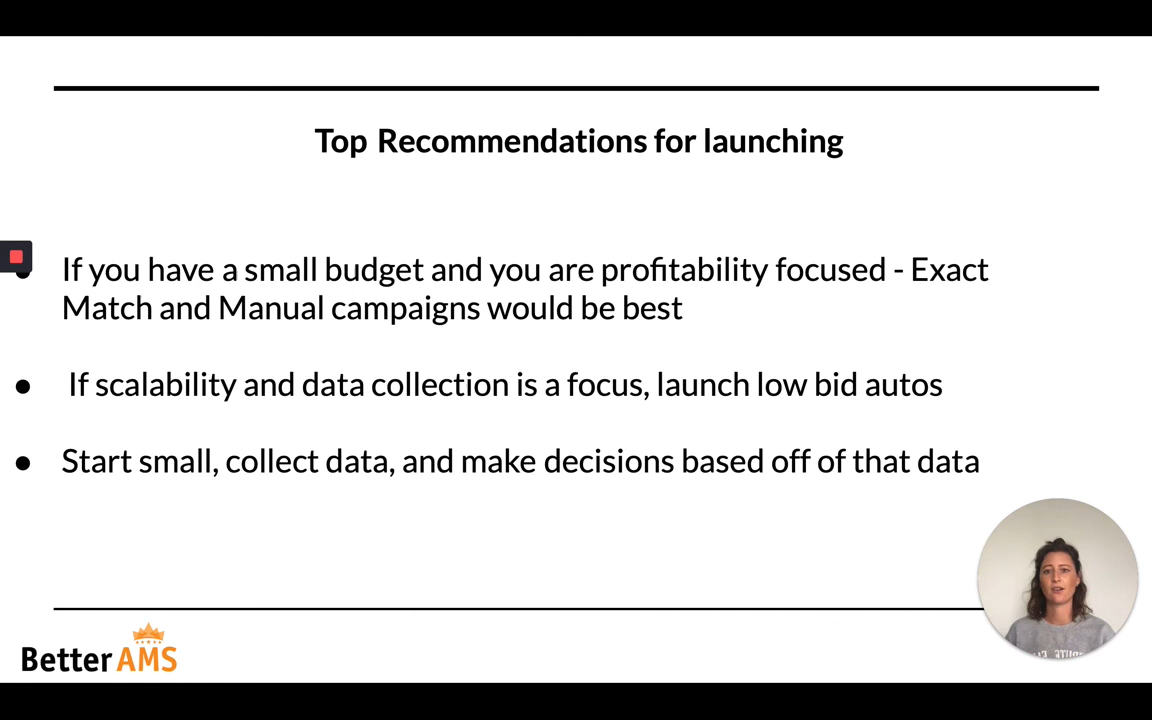 Top Recommendations for launching
If you have a small budget and you are profitability focused - Exact
Match and Manual campaigns would be best
If scalability and data collection is a focus, launch low bid autos
Start small, collect data, and make decisions based off of that data
Better AMS